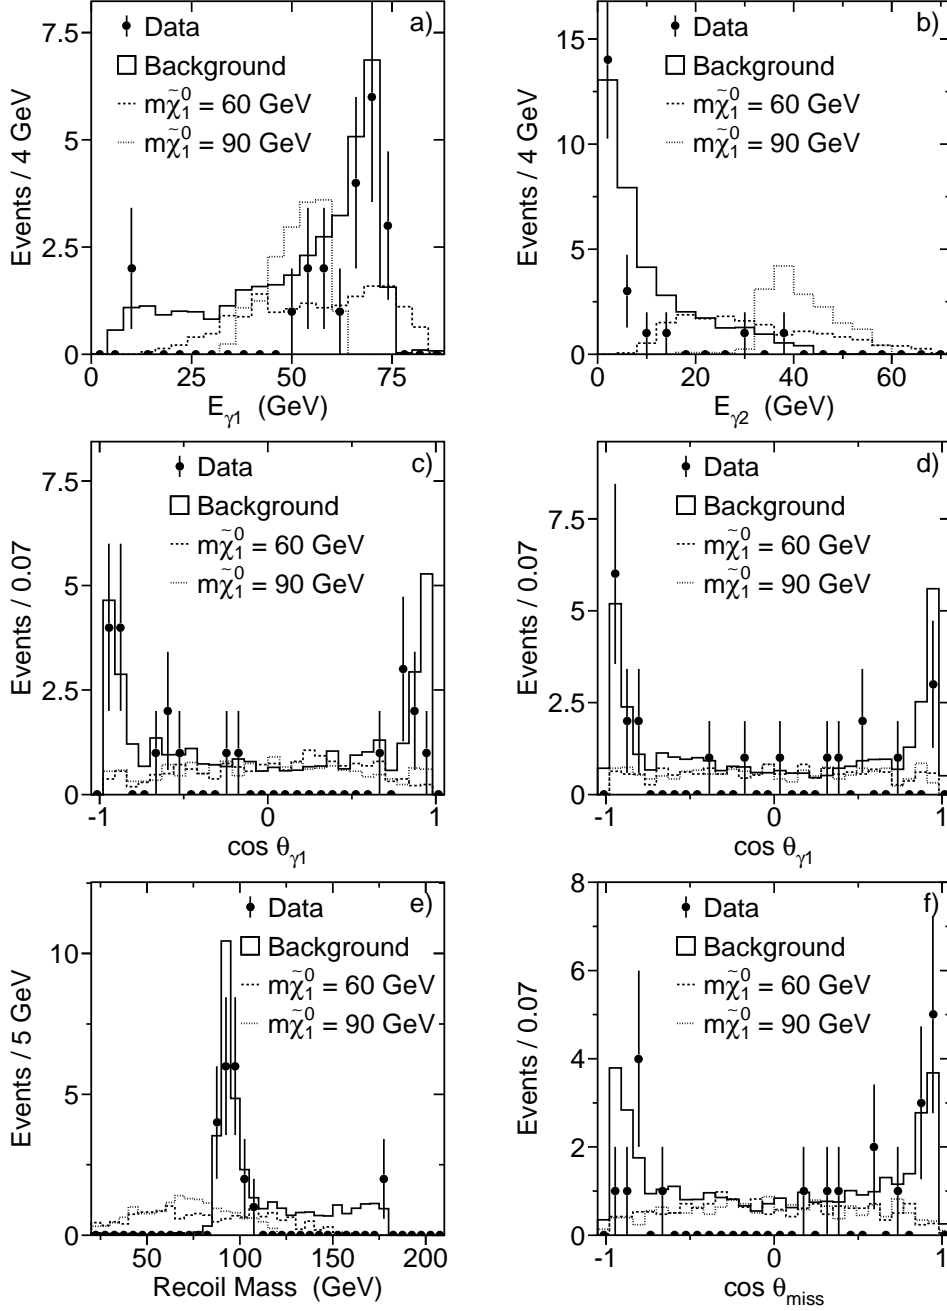 a)
Data
Background
mχ̃⁰₁ = 60 GeV
mχ̃⁰₁ = 90 GeV
Events / 4 GeV
7.5
5
2.5
0
0 25 50 75
E_γ1 (GeV)
b)
Data
Background
mχ̃⁰₁ = 60 GeV
mχ̃⁰₁ = 90 GeV
Events / 4 GeV
15
10
5
0
0 20 40 60
E_γ2 (GeV)
c)
Data
Background
mχ̃⁰₁ = 60 GeV
mχ̃⁰₁ = 90 GeV
Events / 0.07
7.5
5
2.5
0
-1 0 1
cos θ_γ1
d)
Data
Background
mχ̃⁰₁ = 60 GeV
mχ̃⁰₁ = 90 GeV
Events / 0.07
7.5
5
2.5
0
-1 0 1
cos θ_γ1
e)
Data
Background
mχ̃⁰₁ = 60 GeV
mχ̃⁰₁ = 90 GeV
Events / 5 GeV
10
5
0
50 100 150 200
Recoil Mass (GeV)
f)
Data
Background
mχ̃⁰₁ = 60 GeV
mχ̃⁰₁ = 90 GeV
Events / 0.07
8
6
4
2
0
-1 0 1
cos θ_miss